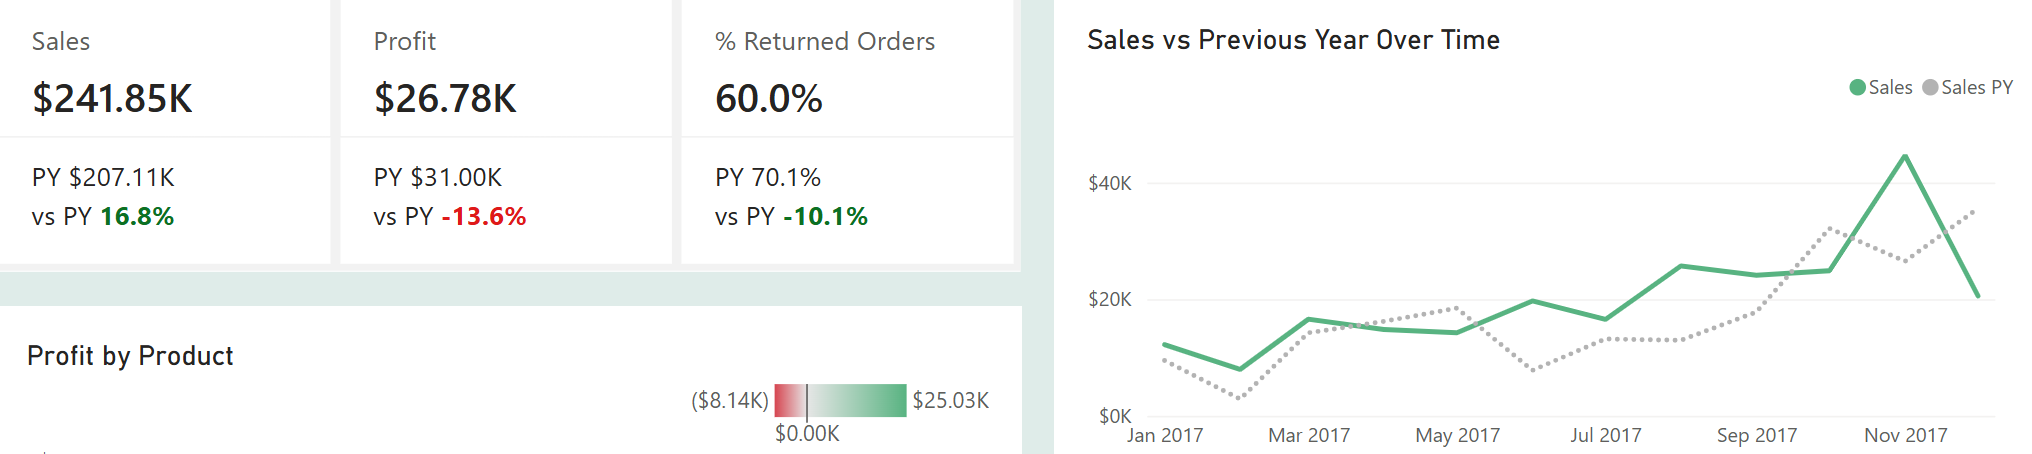 Sales
$241.85K
PY $207.11K
vs PY 16.8%
Profit
$26.78K
PY $31.00K
vs PY -13.6%
% Returned Orders
60.0%
PY 70.1%
vs PY -10.1%
Profit by Product
($8.14K)
$25.03K
$0.00K
Sales vs Previous Year Over Time
Sales
Sales PY
$40K
$20K
$0K
Jan 2017
Mar 2017
May 2017
Jul 2017
Sep 2017
Nov 2017